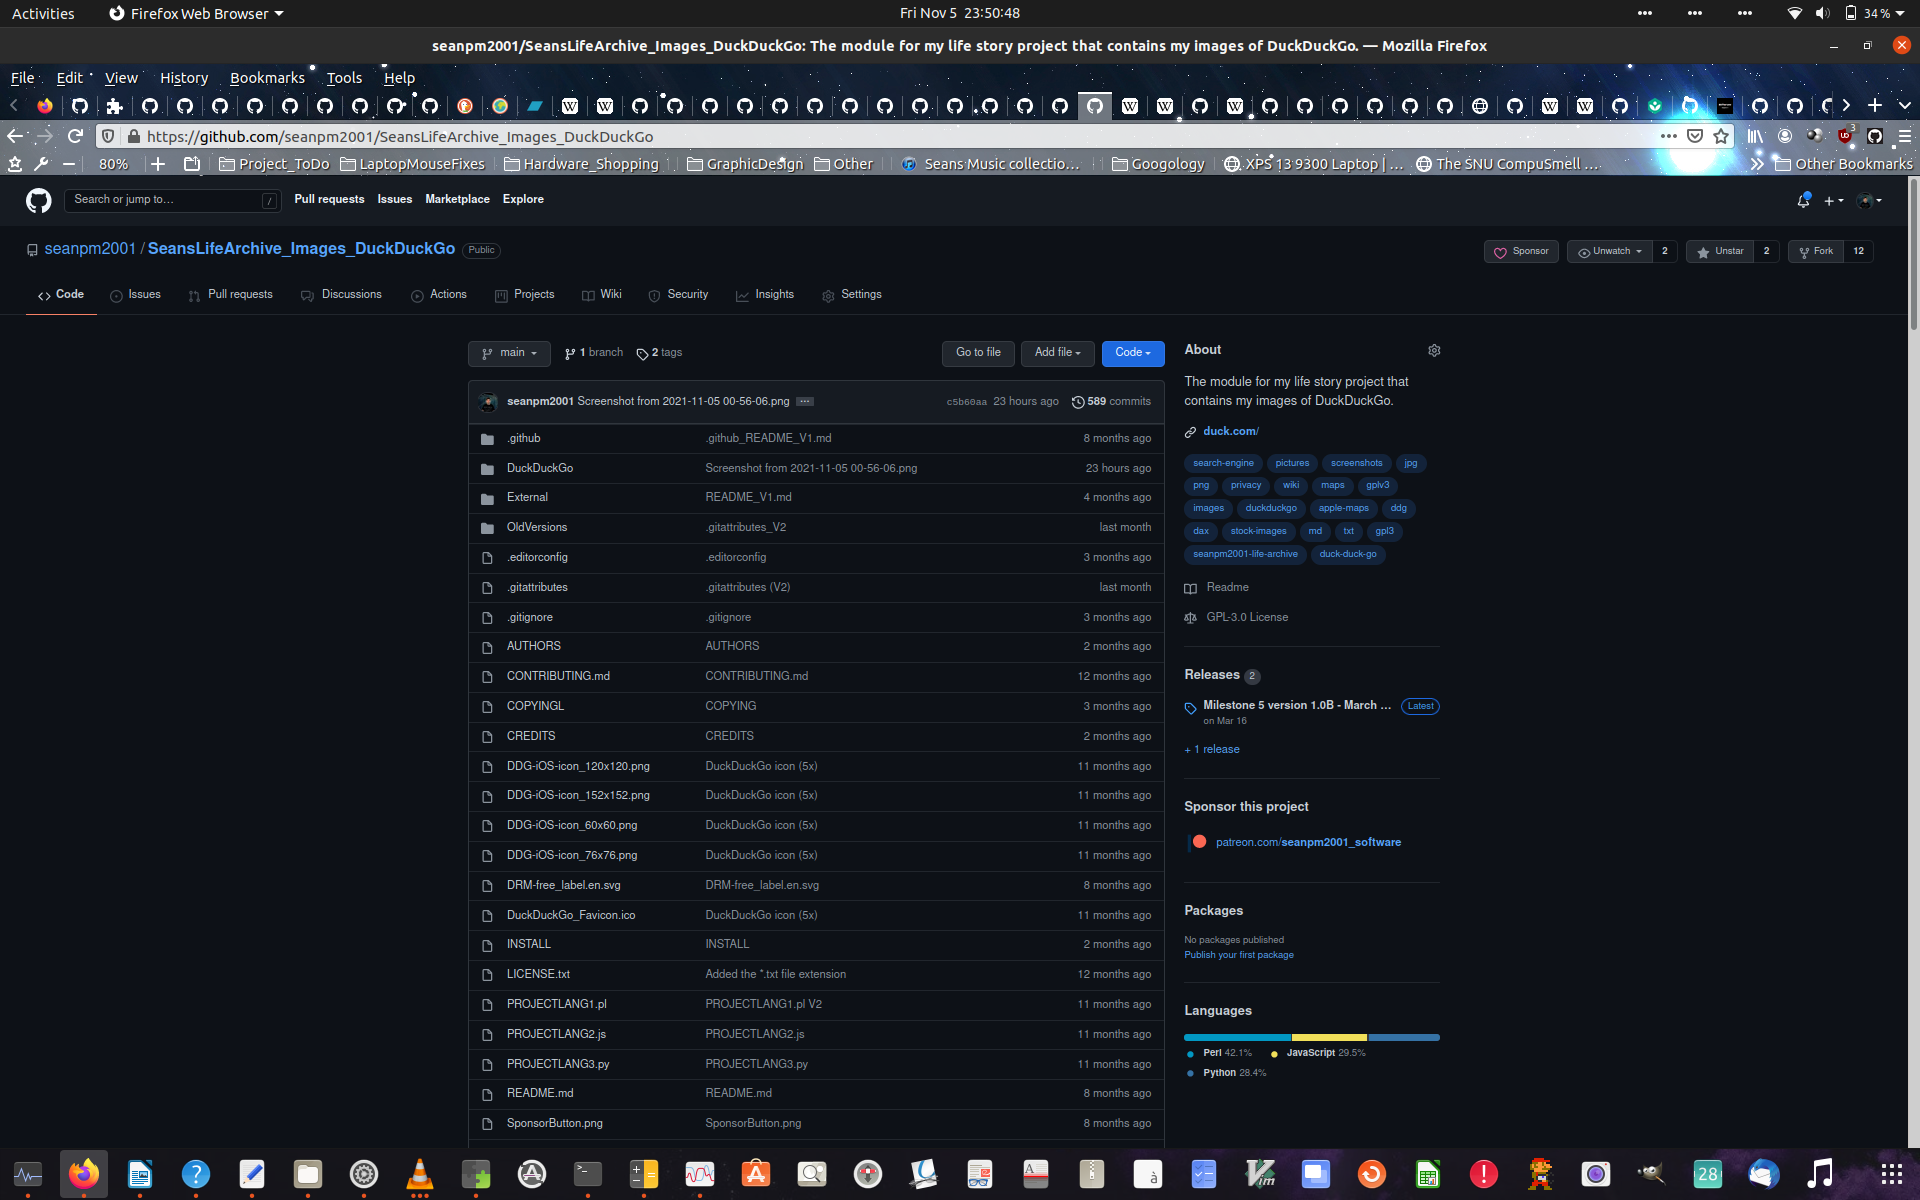 Activities
Firefox Web Browser
Fri Nov 5 23:50:48
34 %
seanpm2001/SeansLifeArchive_Images_DuckDuckGo: The module for my life story project that contains my images of DuckDuckGo. — Mozilla Firefox
File Edit View History Bookmarks Tools Help
https://github.com/seanpm2001/SeansLifeArchive_Images_DuckDuckGo
3
80%
Project_ToDo
LaptopMouseFixes
Hardware_Shopping
GraphicDesign
Other
Seans Music collectio…
Googology
XPS 13 9300 Laptop | …
The SNU CompuSmell …
Other Bookmarks
Search or jump to…
/
Pull requests Issues Marketplace Explore
seanpm2001 / SeansLifeArchive_Images_DuckDuckGo Public
Sponsor
Unwatch 2
Unstar 2
Fork 12
Code
Issues
Pull requests
Discussions
Actions
Projects
Wiki
Security
Insights
Settings
main
1 branch
2 tags
Go to file
Add file
Code
seanpm2001 Screenshot from 2021-11-05 00-56-06.png … c5b60aa 23 hours ago 589 commits
.github .github_README_V1.md 8 months ago
DuckDuckGo Screenshot from 2021-11-05 00-56-06.png 23 hours ago
External README_V1.md 4 months ago
OldVersions .gitattributes_V2 last month
.editorconfig .editorconfig 3 months ago
.gitattributes .gitattributes (V2) last month
.gitignore .gitignore 3 months ago
AUTHORS AUTHORS 2 months ago
CONTRIBUTING.md CONTRIBUTING.md 12 months ago
COPYINGL COPYING 3 months ago
CREDITS CREDITS 2 months ago
DDG-iOS-icon_120x120.png DuckDuckGo icon (5x) 11 months ago
DDG-iOS-icon_152x152.png DuckDuckGo icon (5x) 11 months ago
DDG-iOS-icon_60x60.png DuckDuckGo icon (5x) 11 months ago
DDG-iOS-icon_76x76.png DuckDuckGo icon (5x) 11 months ago
DRM-free_label.en.svg DRM-free_label.en.svg 8 months ago
DuckDuckGo_Favicon.ico DuckDuckGo icon (5x) 11 months ago
INSTALL INSTALL 2 months ago
LICENSE.txt Added the *.txt file extension 12 months ago
PROJECTLANG1.pl PROJECTLANG1.pl V2 11 months ago
PROJECTLANG2.js PROJECTLANG2.js 11 months ago
PROJECTLANG3.py PROJECTLANG3.py 11 months ago
README.md README.md 8 months ago
SponsorButton.png SponsorButton.png 8 months ago
About
The module for my life story project that
contains my images of DuckDuckGo.
duck.com/
search-engine pictures screenshots jpg
png privacy wiki maps gplv3
images duckduckgo apple-maps ddg
dax stock-images md txt gpl3
seanpm2001-life-archive duck-duck-go
Readme
GPL-3.0 License
Releases 2
Milestone 5 version 1.0B - March … Latest
on Mar 16
+ 1 release
Sponsor this project
patreon.com/seanpm2001_software
Packages
No packages published
Publish your first package
Languages
Perl 42.1% JavaScript 29.5%
Python 28.4%
28